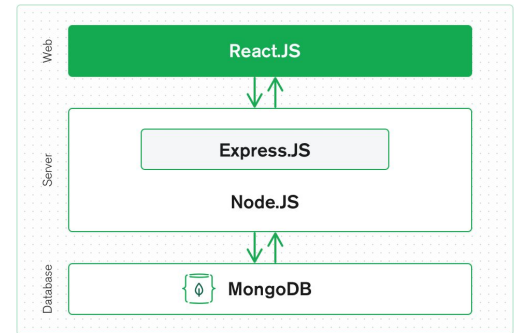 Web
React.JS
Server
Express.JS
Node.JS
Database
MongoDB